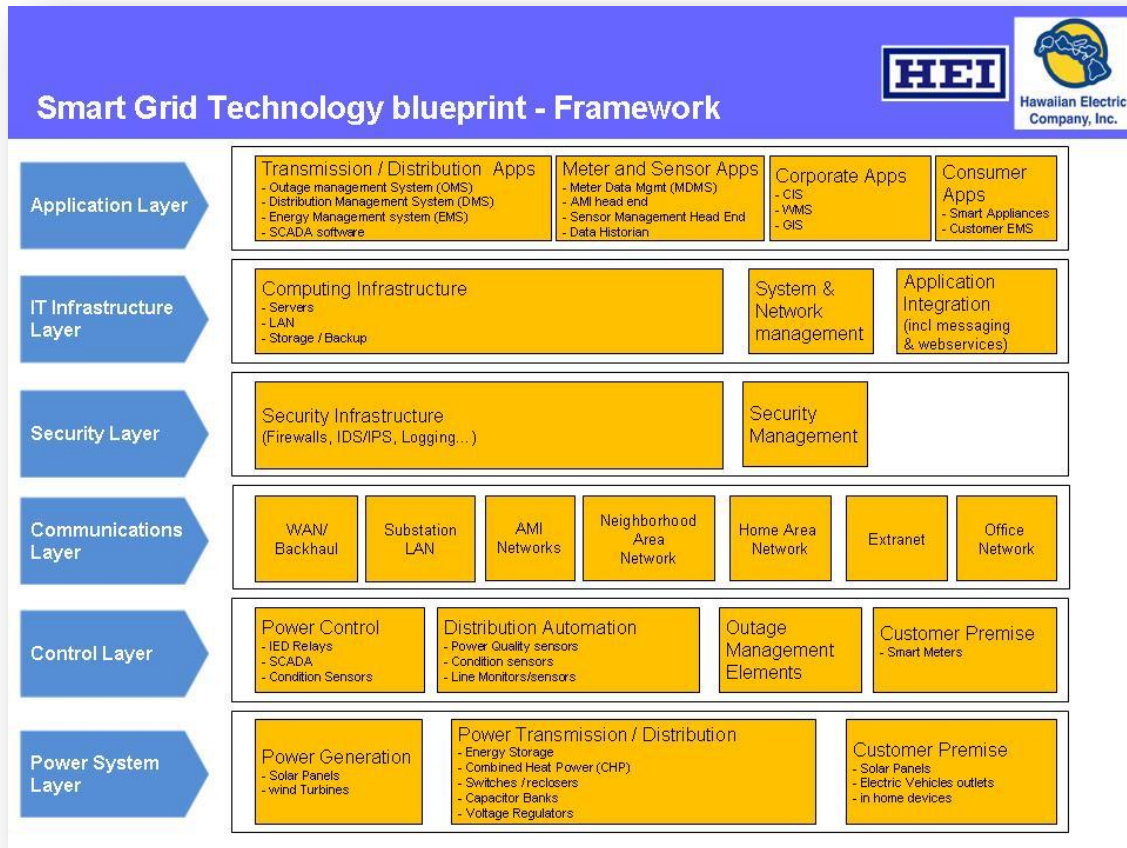 HEI
Hawaiian Electric
Company, Inc.
Smart Grid Technology blueprint - Framework
Application Layer
Transmission / Distribution Apps
- Outage management System (OMS)
- Distribution Management System (DMS)
- Energy Management system (EMS)
- SCADA software
Meter and Sensor Apps
- Meter Data Mgmt (MDMS)
- AMI head end
- Sensor Management Head End
- Data Historian
Corporate Apps
- CIS
- WMS
- GIS
Consumer
Apps
- Smart Appliances
- Customer EMS
IT Infrastructure
Layer
Computing Infrastructure
- Servers
- LAN
- Storage / Backup
System &
Network
management
Application
Integration
(incl messaging
& webservices)
Security Layer
Security Infrastructure
(Firewalls, IDS/IPS, Logging...)
Security
Management
Communications
Layer
WAN/
Backhaul
Substation
LAN
AMI
Networks
Neighborhood
Area
Network
Home Area
Network
Extranet
Office
Network
Control Layer
Power Control
- IED Relays
- SCADA
- Condition Sensors
Distribution Automation
- Power Quality sensors
- Condition sensors
- Line Monitors/sensors
Outage
Management
Elements
Customer Premise
- Smart Meters
Power System
Layer
Power Generation
- Solar Panels
- wind Turbines
Power Transmission / Distribution
- Energy Storage
- Combined Heat Power (CHP)
- Switches / reclosers
- Capacitor Banks
- Voltage Regulators
Customer Premise
- Solar Panels
- Electric Vehicles outlets
- in home devices